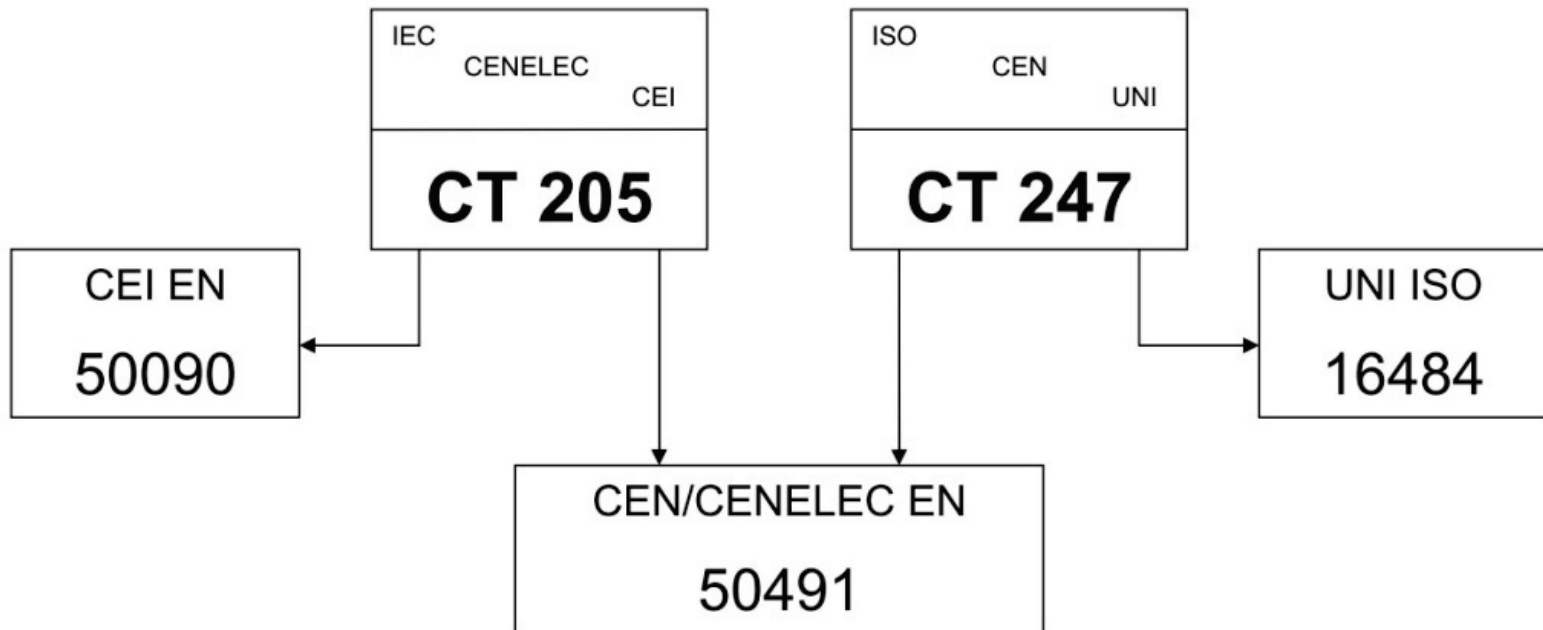 IEC
CENELEC
CEI
CT 205
ISO
CEN
UNI
CT 247
CEI EN
50090
UNI ISO
16484
CEN/CENELEC EN
50491